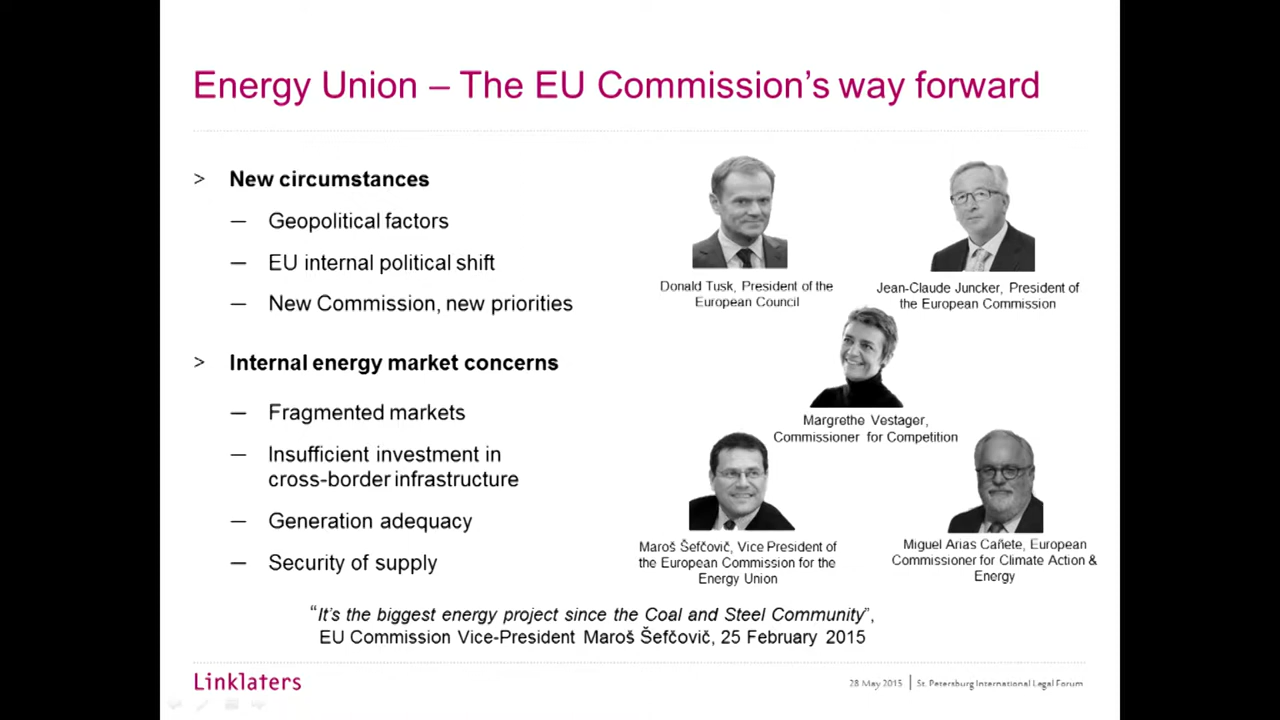 Energy Union – The EU Commission's way forward
> New circumstances
— Geopolitical factors
— EU internal political shift
— New Commission, new priorities
> Internal energy market concerns
— Fragmented markets
— Insufficient investment in
cross-border infrastructure
— Generation adequacy
— Security of supply
Donald Tusk, President of the
European Council
Jean-Claude Juncker, President of
the European Commission
Margrethe Vestager,
Commissioner for Competition
Maroš Šefčovič, Vice President of
the European Commission for the
Energy Union
Miguel Arias Cañete, European
Commissioner for Climate Action &
Energy
“It's the biggest energy project since the Coal and Steel Community”,
EU Commission Vice-President Maroš Šefčovič, 25 February 2015
Linklaters
28 May 2015 | St. Petersburg International Legal Forum